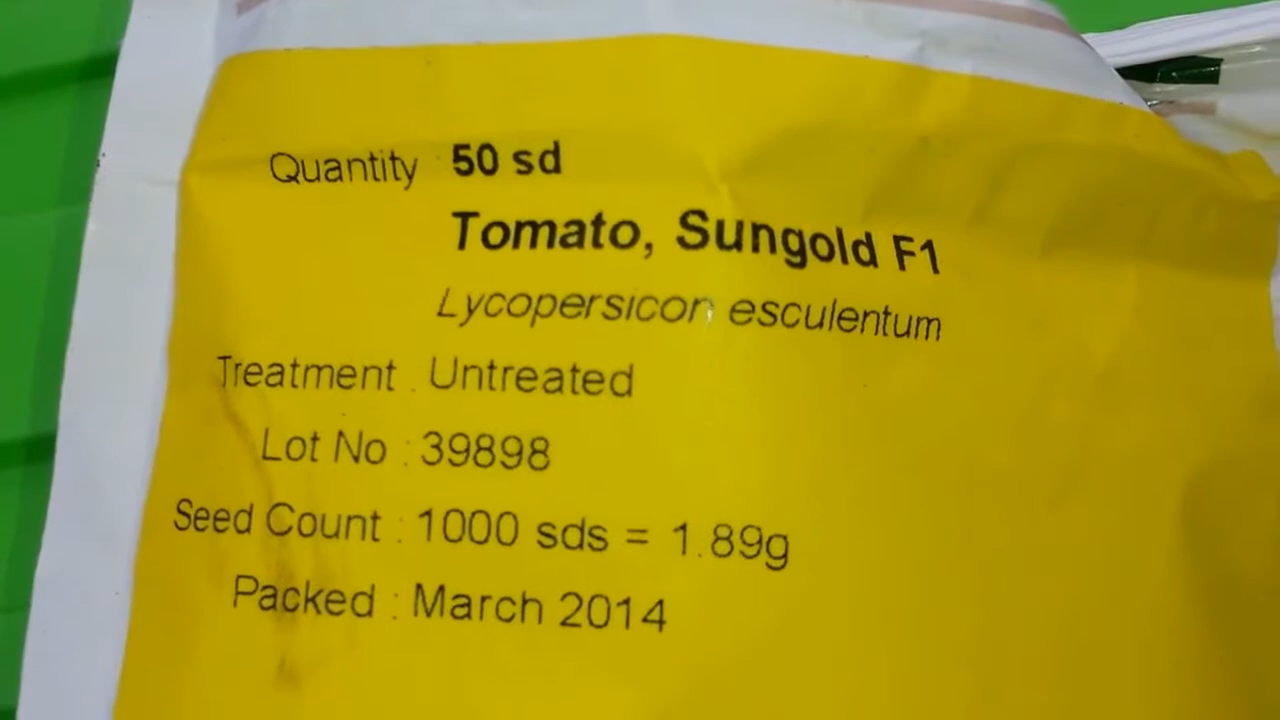 Quantity 50 sd
Tomato, Sungold F1
Lycopersicon esculentum
Treatment : Untreated
Lot No : 39898
Seed Count : 1000 sds = 1.89g
Packed : March 2014